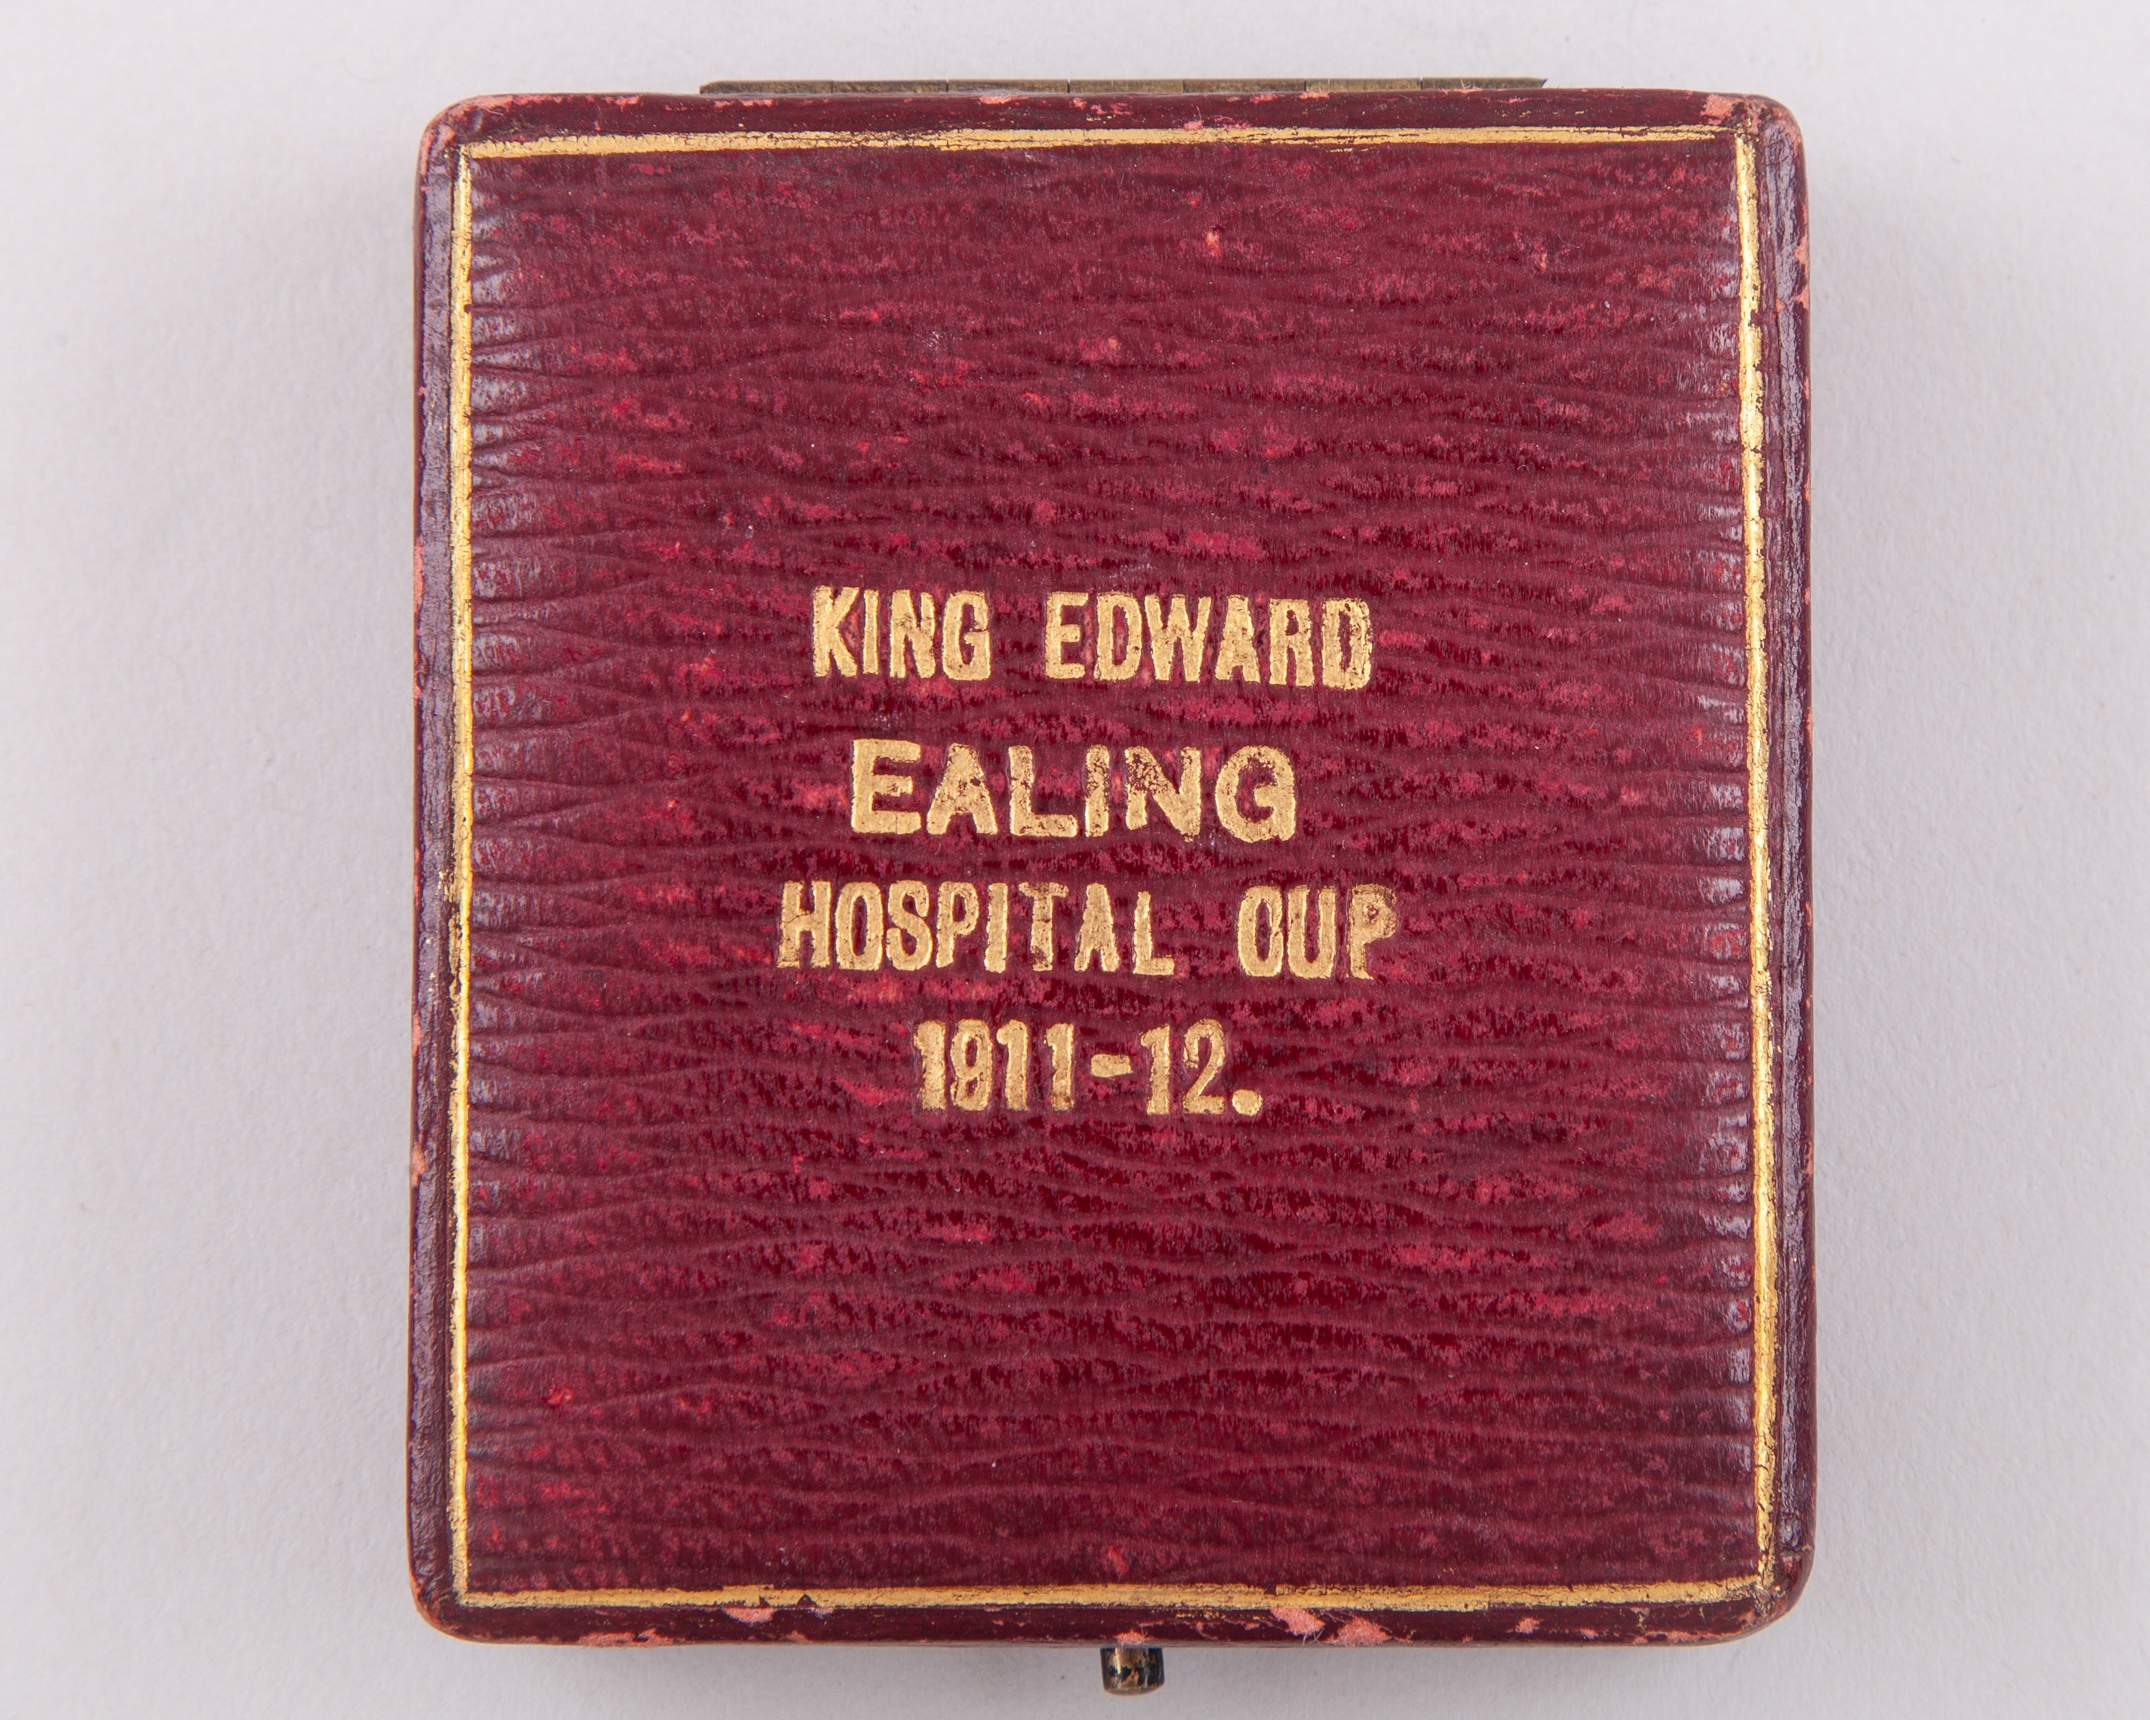 KING EDWARD
EALING
HOSPITAL CUP
1911-12.